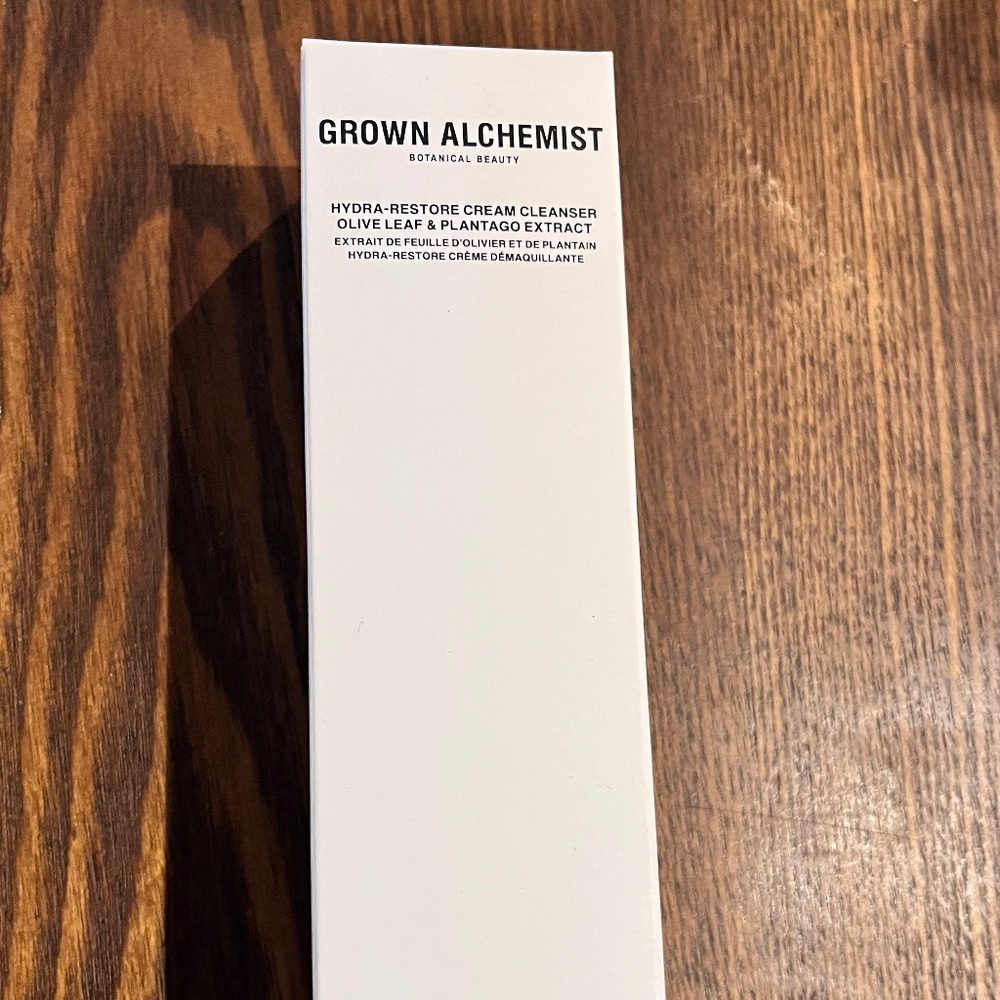 GROWN ALCHEMIST
BOTANICAL BEAUTY
HYDRA-RESTORE CREAM CLEANSER
OLIVE LEAF & PLANTAGO EXTRACT
EXTRAIT DE FEUILLE D'OLIVIER ET DE PLANTAIN
HYDRA-RESTORE CRÈME DÉMAQUILLANTE